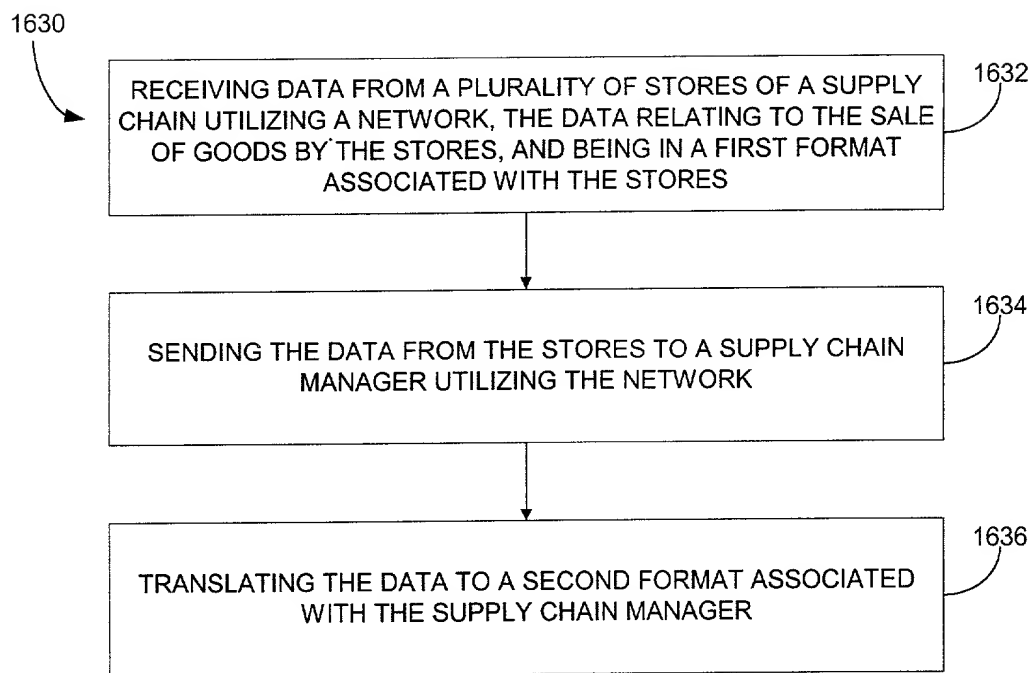 1630
RECEIVING DATA FROM A PLURALITY OF STORES OF A SUPPLY
CHAIN UTILIZING A NETWORK, THE DATA RELATING TO THE SALE
OF GOODS BY THE STORES, AND BEING IN A FIRST FORMAT
ASSOCIATED WITH THE STORES
1632
SENDING THE DATA FROM THE STORES TO A SUPPLY CHAIN
MANAGER UTILIZING THE NETWORK
1634
TRANSLATING THE DATA TO A SECOND FORMAT ASSOCIATED
WITH THE SUPPLY CHAIN MANAGER
1636